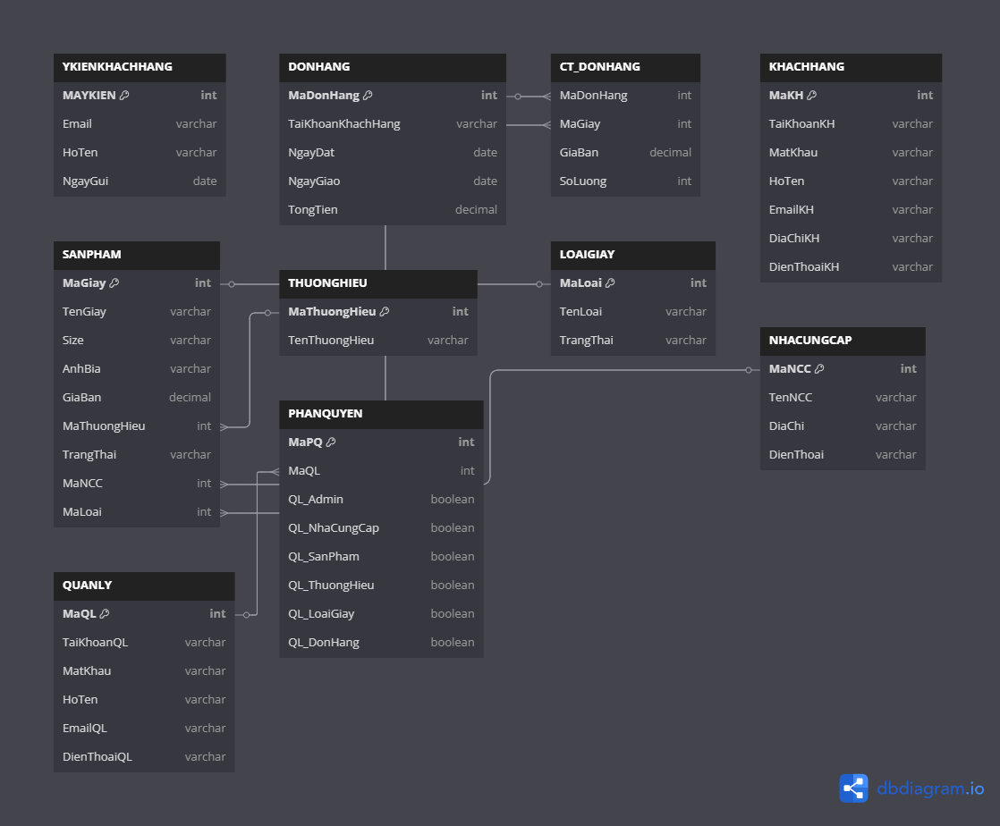 YKIENKHACHHANG
MAYKIEN int
Email varchar
HoTen varchar
NgayGui date
DONHANG
MaDonHang int
TaiKhoanKhachHang varchar
NgayDat date
NgayGiao date
TongTien decimal
CT_DONHANG
MaDonHang int
MaGiay int
GiaBan decimal
SoLuong int
KHACHHANG
MaKH int
TaiKhoanKH varchar
MatKhau varchar
HoTen varchar
EmailKH varchar
DiaChiKH varchar
DienThoaiKH varchar
SANPHAM
MaGiay int
TenGiay varchar
Size varchar
AnhBia varchar
GiaBan decimal
MaThuongHieu int
TrangThai varchar
MaNCC int
MaLoai int
THUONGHIEU
MaThuongHieu int
TenThuongHieu varchar
LOAIGIAY
MaLoai int
TenLoai varchar
TrangThai varchar
NHACUNGCAP
MaNCC int
TenNCC varchar
DiaChi varchar
DienThoai varchar
PHANQUYEN
MaPQ int
MaQL int
QL_Admin boolean
QL_NhaCungCap boolean
QL_SanPham boolean
QL_ThuongHieu boolean
QL_LoaiGiay boolean
QL_DonHang boolean
QUANLY
MaQL int
TaiKhoanQL varchar
MatKhau varchar
HoTen varchar
EmailQL varchar
DienThoaiQL varchar
dbdiagram.io